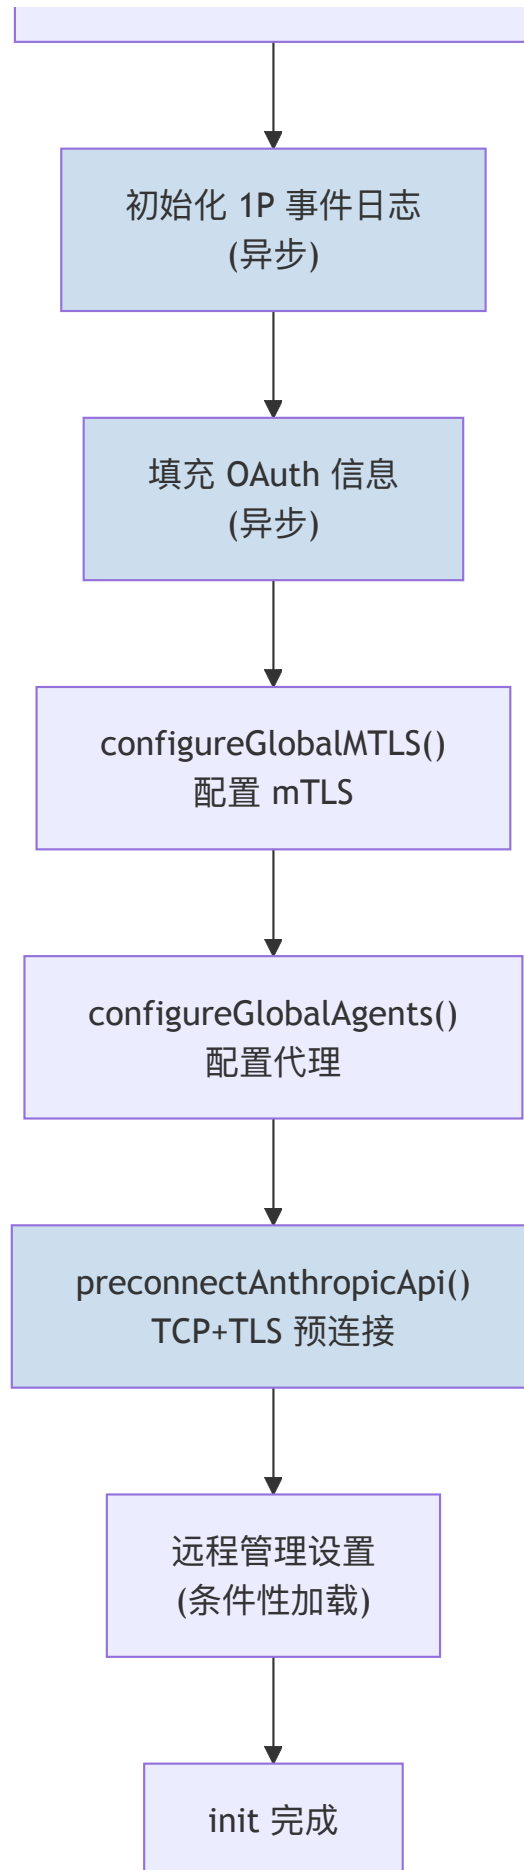 初始化 1P 事件日志
(异步)
填充 OAuth 信息
(异步)
configureGlobalMTLS()
配置 mTLS
configureGlobalAgents()
配置代理
preconnectAnthropicApi()
TCP+TLS 预连接
远程管理设置
(条件性加载)
init 完成